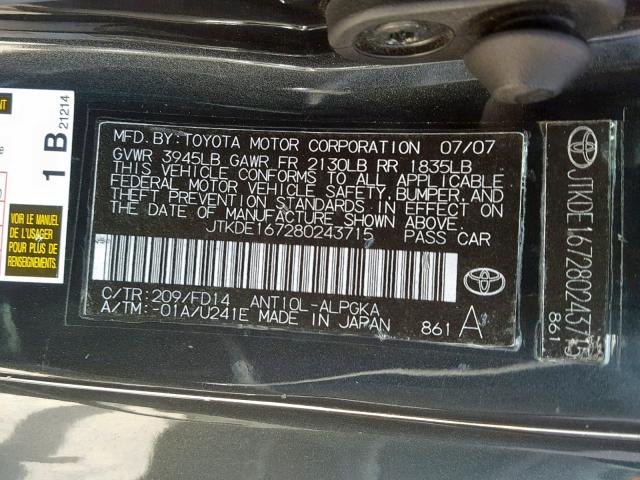 MFD.BY:TOYOTA MOTOR CORPORATION 07/07
GVWR 3945LB GAWR FR 2130LB RR 1835LB
THIS VEHICLE CONFORMS TO ALL APPLICABLE
FEDERAL MOTOR VEHICLE SAFETY, BUMPER, AND
THEFT PREVENTION STANDARDS IN EFFECT ON
THE DATE OF MANUFACTURE SHOWN ABOVE.
JTKDE167280243715 PASS CAR
C/TR:209/FD14 ANT10L-ALPGKA
A/TM:-01A/U241E MADE IN JAPAN 861 A
JTKDE167280243715
861
1 B
21214
VOIR LE MANUEL
DE L'USAGER
POUR PLUS DE
RENSEIGNEMENTS.